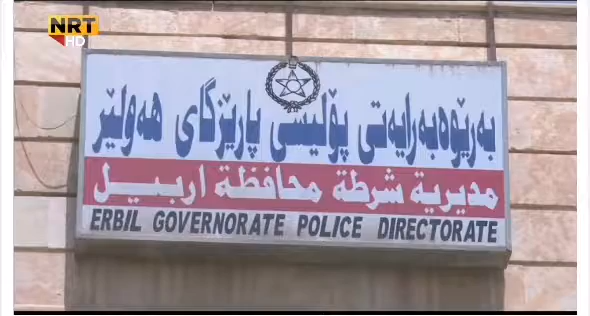 NRT
HD
بەڕێوەبەرایەتی پۆلیسی پارێزگای هەولێر
مديرية شرطة محافظة اربيل
ERBIL GOVERNORATE POLICE DIRECTORATE